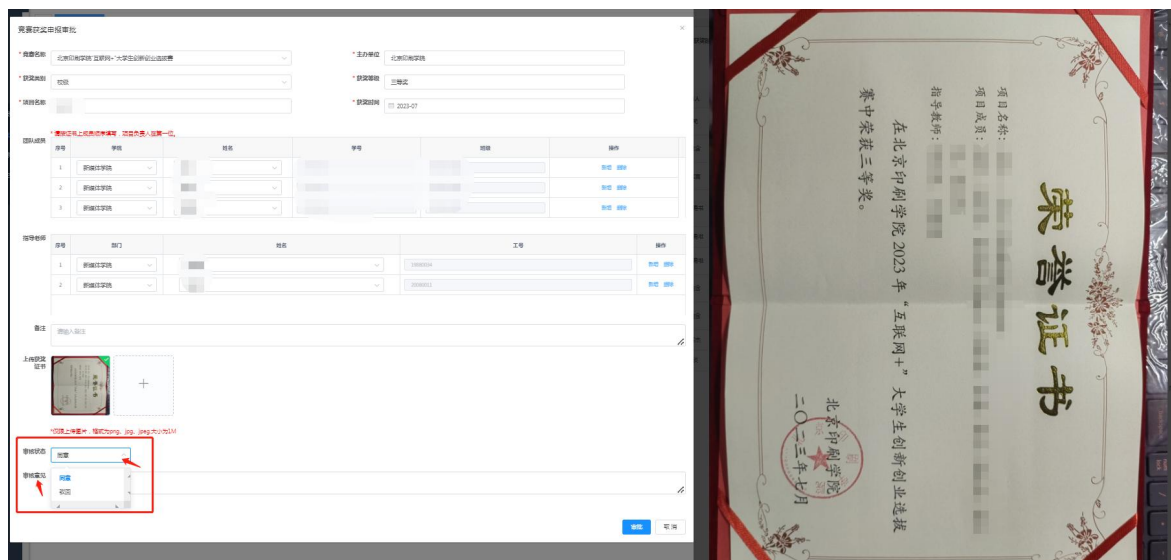 竞赛获奖申报审批
* 竞赛名称
北京印刷学院“互联网+”大学生创新创业选拔赛
* 主办单位
北京印刷学院
* 获奖类别
校级
* 获奖等级
三等奖
* 项目名称
* 获奖时间
2023-07
团队成员
*请按证书上成员顺序填写，项目负责人在第一位。
序号 学院 姓名 学号 班级 操作
1 新媒体学院 新增 删除
2 新媒体学院 新增 删除
3 新媒体学院 新增 删除
指导老师
序号 部门 姓名 工号 操作
1 新媒体学院 新增 删除
2 新媒体学院 新增 删除
备注
请输入备注
上传获奖
证书
*仅限上传图片，格式为png、jpg、jpeg,大小为1M
审核状态
同意
审核意见
同意
驳回
审批 取消
荣誉证书
项目名称：
项目成员：
指导教师：
在北京印刷学院 2023 年“互联网+”大学生创新创业选拔
赛中荣获三等奖。
北京印刷学院
二〇二三年七月